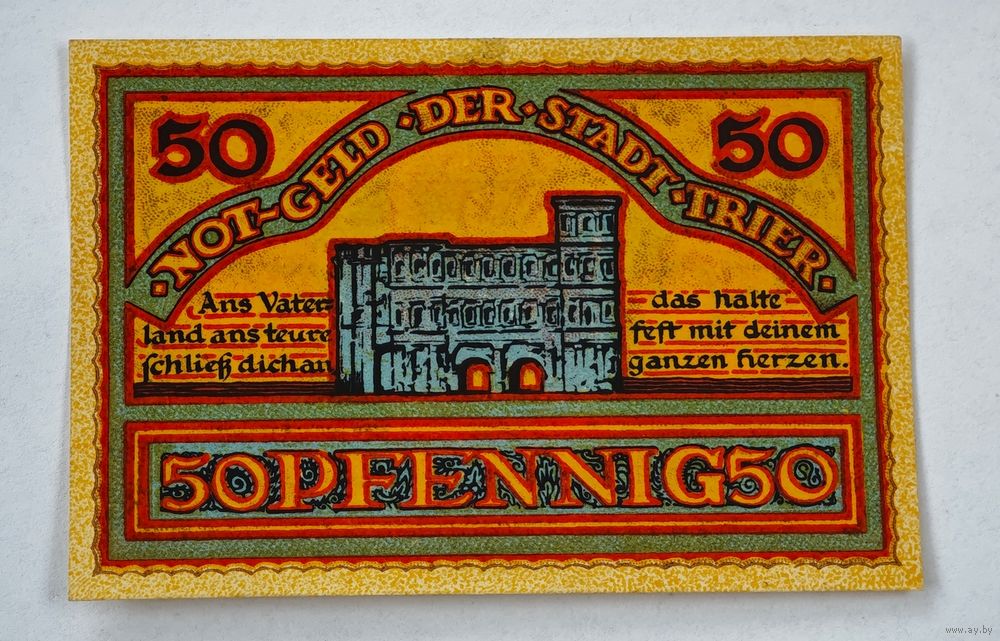 50
50
·NOT-GELD·DER·STADT·TRIER·
Ans Vater-
land ans teure
schließ dich an
das halte
fest mit deinem
ganzen Herzen.
50PFENNIG50
www.ay.by